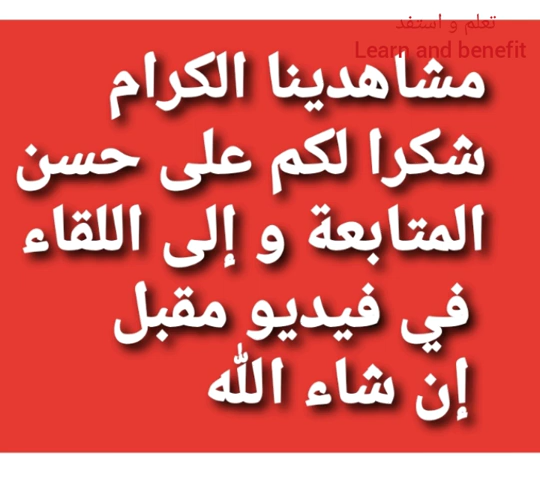 تعلم و استفد
Learn and benefit
مشاهدينا الكرام
شكرا لكم على حسن
المتابعة و إلى اللقاء
في فيديو مقبل
إن شاء الله